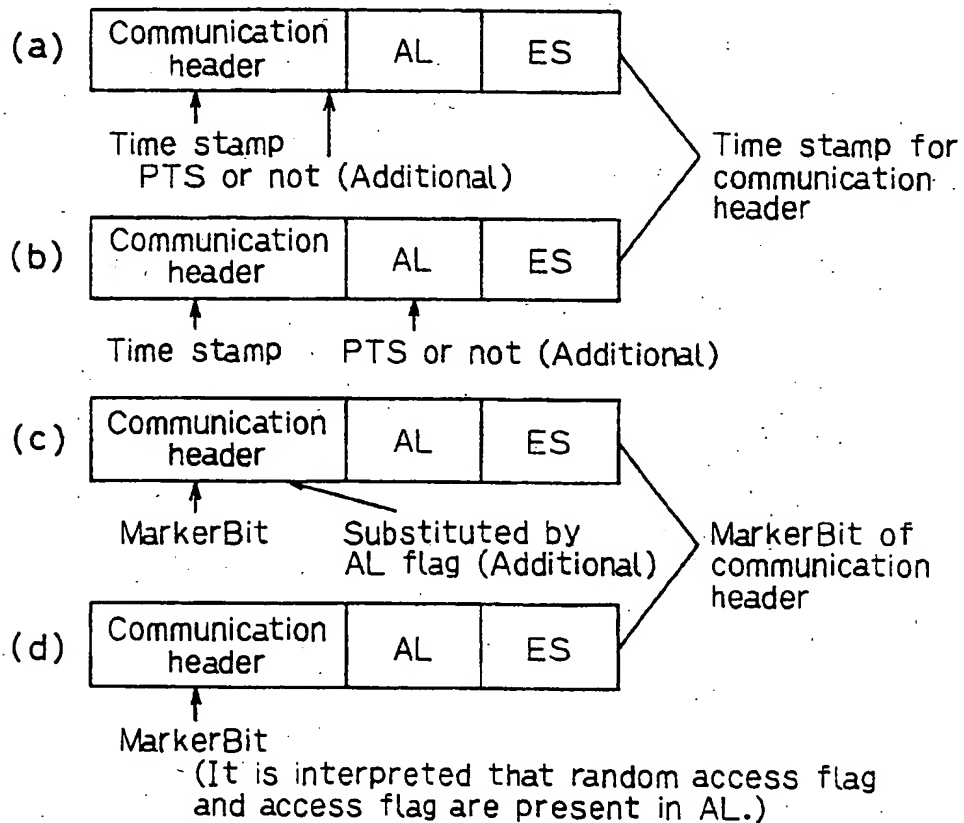 (a)
Communication
header
AL
ES
Time stamp
PTS or not (Additional)
Time stamp for
communication
header
(b)
Communication
header
AL
ES
Time stamp
PTS or not (Additional)
(c)
Communication
header
AL
ES
MarkerBit
Substituted by
AL flag (Additional)
MarkerBit of
communication
header
(d)
Communication
header
AL
ES
MarkerBit
(It is interpreted that random access flag
and access flag are present in AL.)